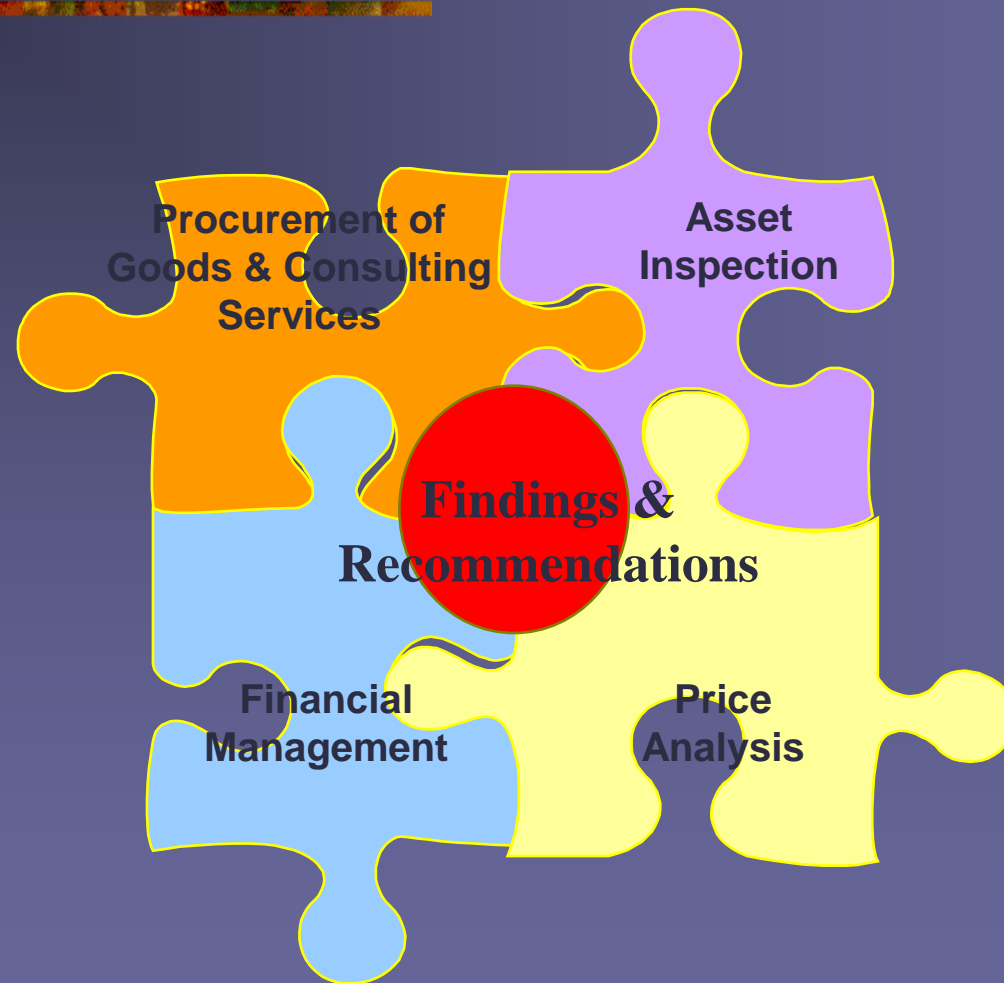 Procurement of
Goods & Consulting
Services
Asset
Inspection
Findings &
Recommendations
Financial
Management
Price
Analysis